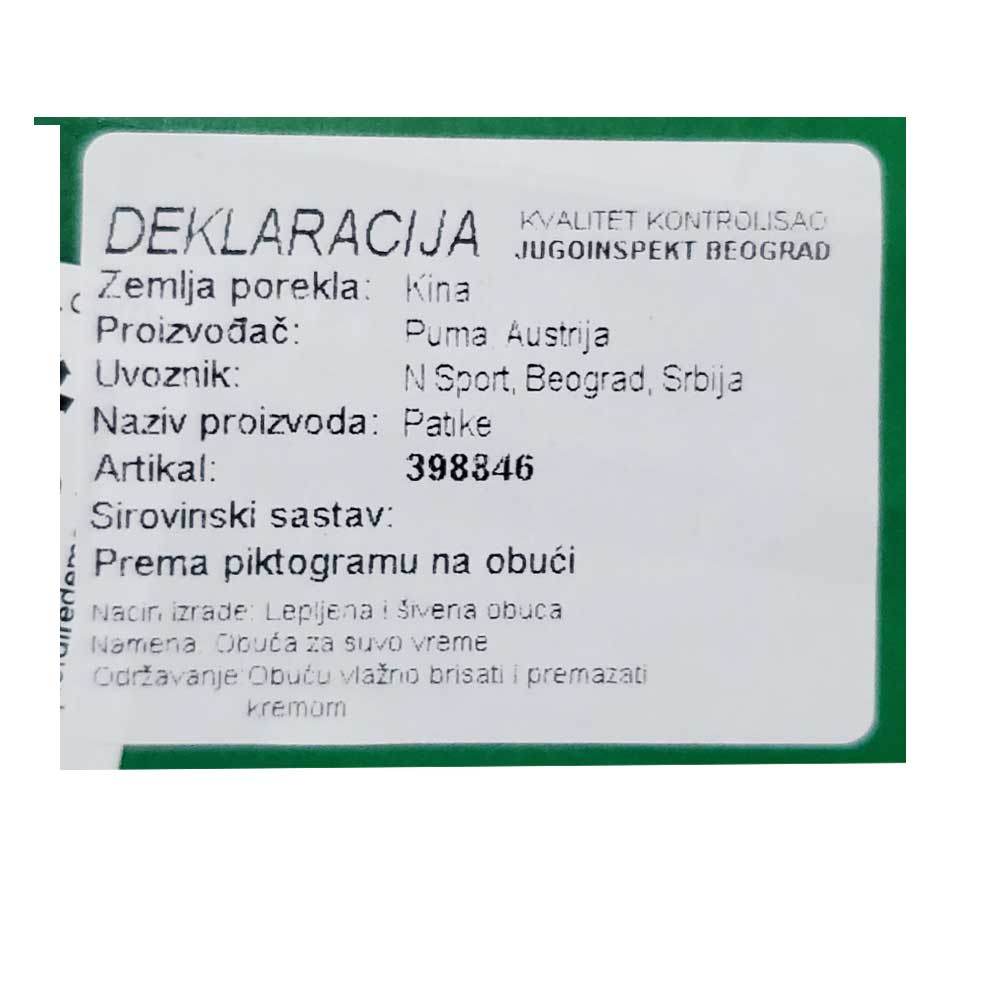 DEKLARACIJA
KVALITET KONTROLISAO
JUGOINSPEKT BEOGRAD
Zemlja porekla: Kina
Proizvođač: Puma Austrija
Uvoznik: N Sport, Beograd, Srbija
Naziv proizvoda: Patike
Artikal: 398846
Sirovinski sastav:
Prema piktogramu na obući
Nacin izrade: Lepljena i šivena obuca
Namena: Obuća za suvo vreme
Održavanje: Obuću vlažno brisati i premazati
kremom